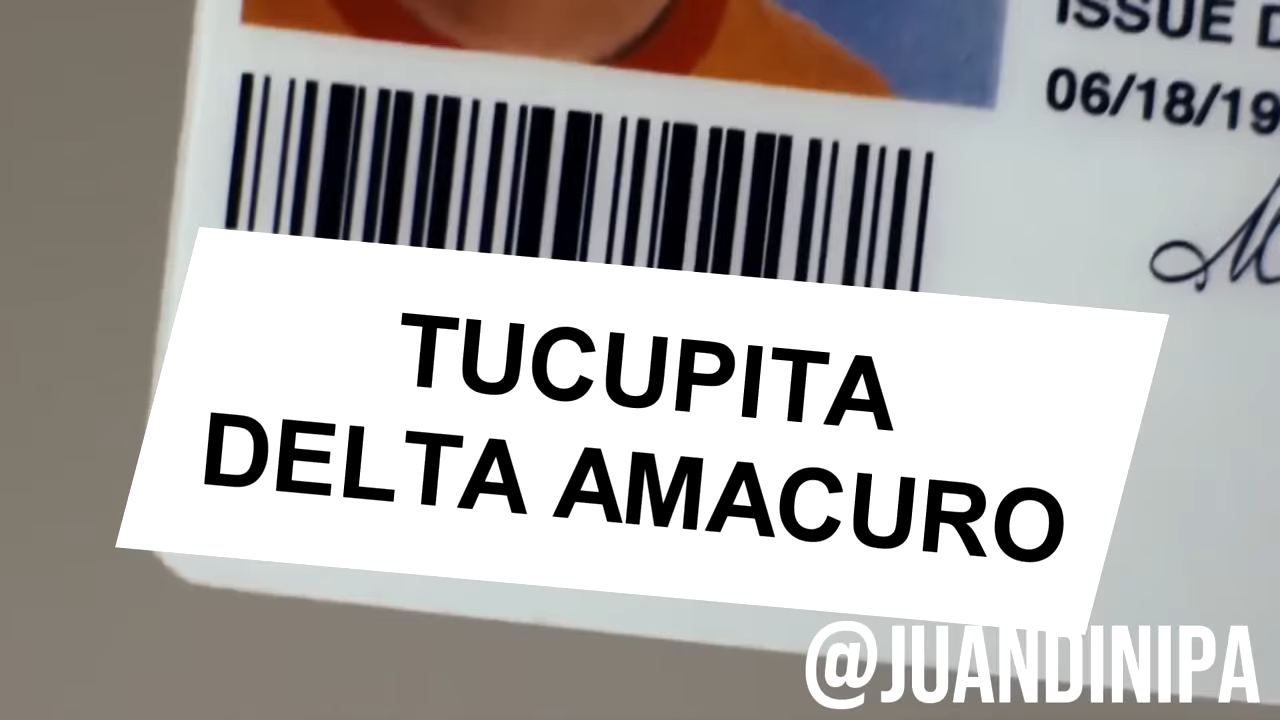 ISSUE D
06/18/19
TUCUPITA
DELTA AMACURO
@JUANDINIPA